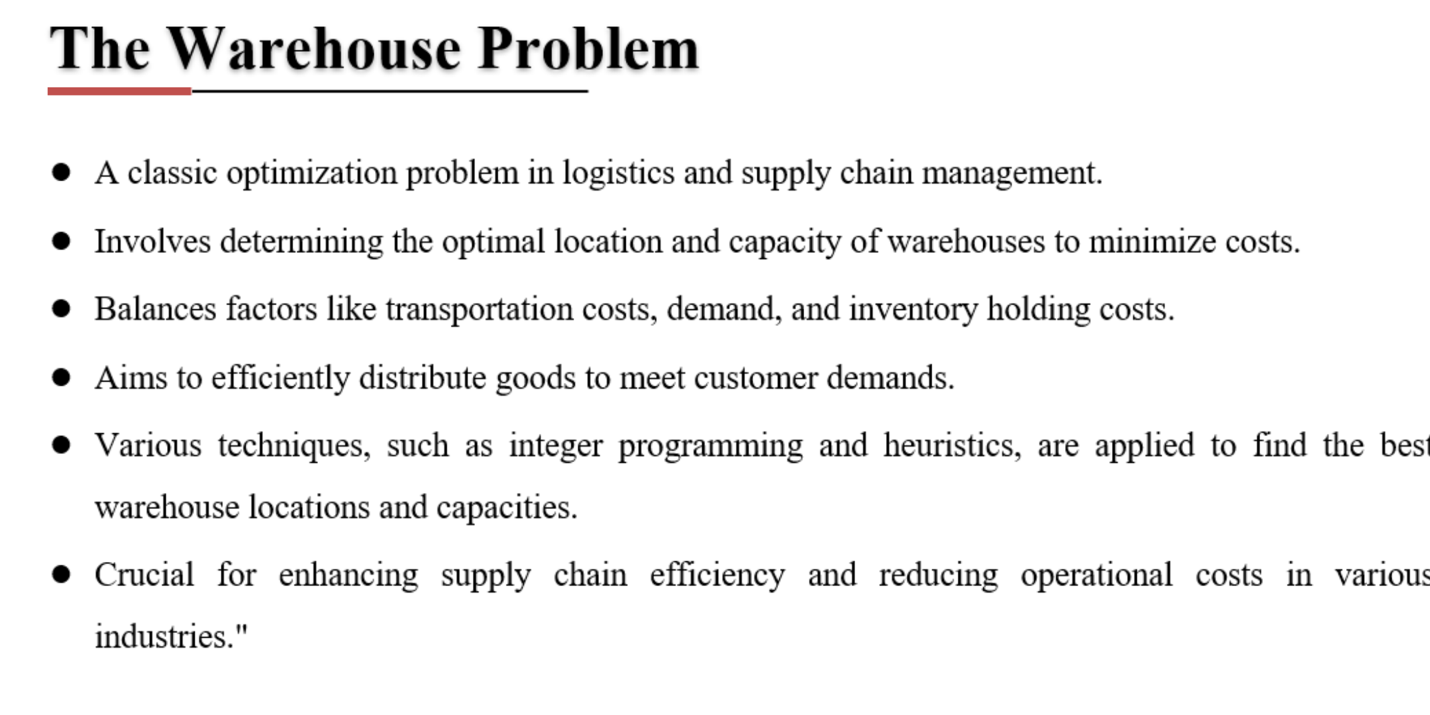 The Warehouse Problem
● A classic optimization problem in logistics and supply chain management.
● Involves determining the optimal location and capacity of warehouses to minimize costs.
● Balances factors like transportation costs, demand, and inventory holding costs.
● Aims to efficiently distribute goods to meet customer demands.
● Various techniques, such as integer programming and heuristics, are applied to find the best
warehouse locations and capacities.
● Crucial for enhancing supply chain efficiency and reducing operational costs in various
industries."